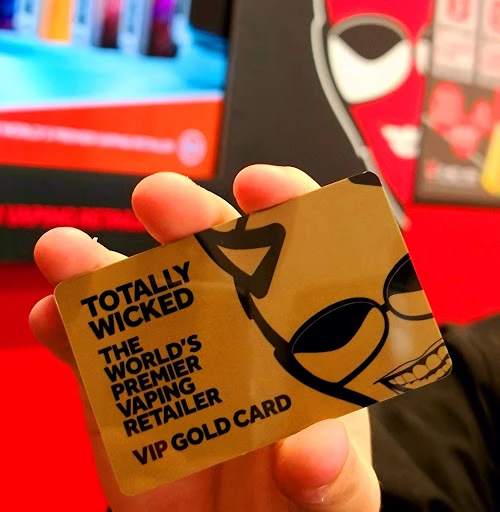 TOTALLY
WICKED
THE
WORLD'S
PREMIER
VAPING
RETAILER
VIP GOLD CARD